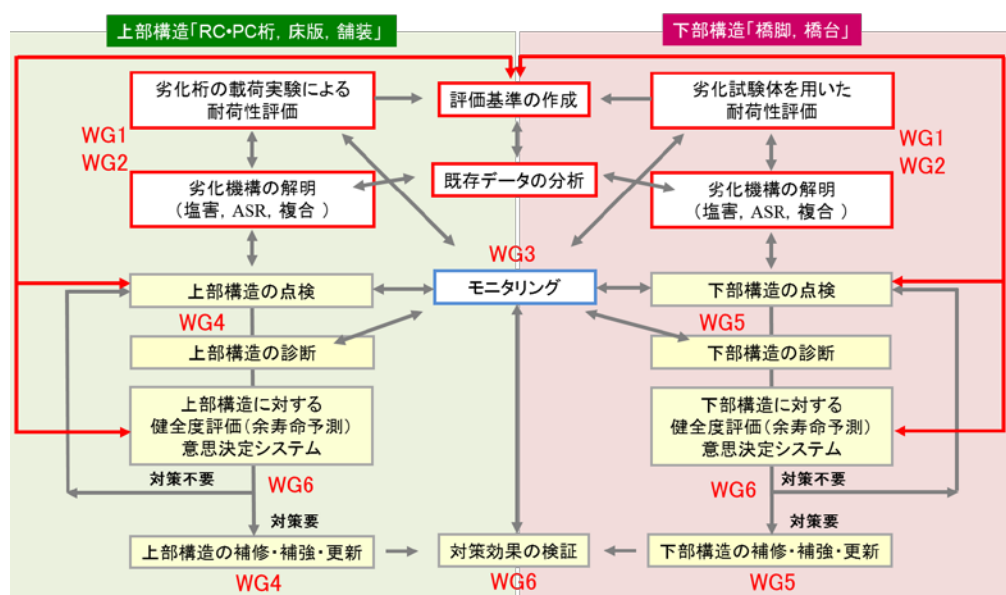 上部構造「RC・PC桁, 床版, 舗装」
下部構造「橋脚, 橋台」
劣化桁の載荷実験による
耐荷性評価
評価基準の作成
劣化試験体を用いた
耐荷性評価
WG1
WG2
WG1
WG2
既存データの分析
劣化機構の解明
（塩害, ASR, 複合 ）
劣化機構の解明
（塩害, ASR, 複合 ）
WG3
上部構造の点検
モニタリング
下部構造の点検
WG4
WG5
上部構造の診断
下部構造の診断
上部構造に対する
健全度評価（余寿命予測）
意思決定システム
下部構造に対する
健全度評価（余寿命予測）
意思決定システム
対策不要
WG6
WG6
対策不要
対策要
対策要
上部構造の補修・補強・更新
対策効果の検証
下部構造の補修・補強・更新
WG4
WG6
WG5